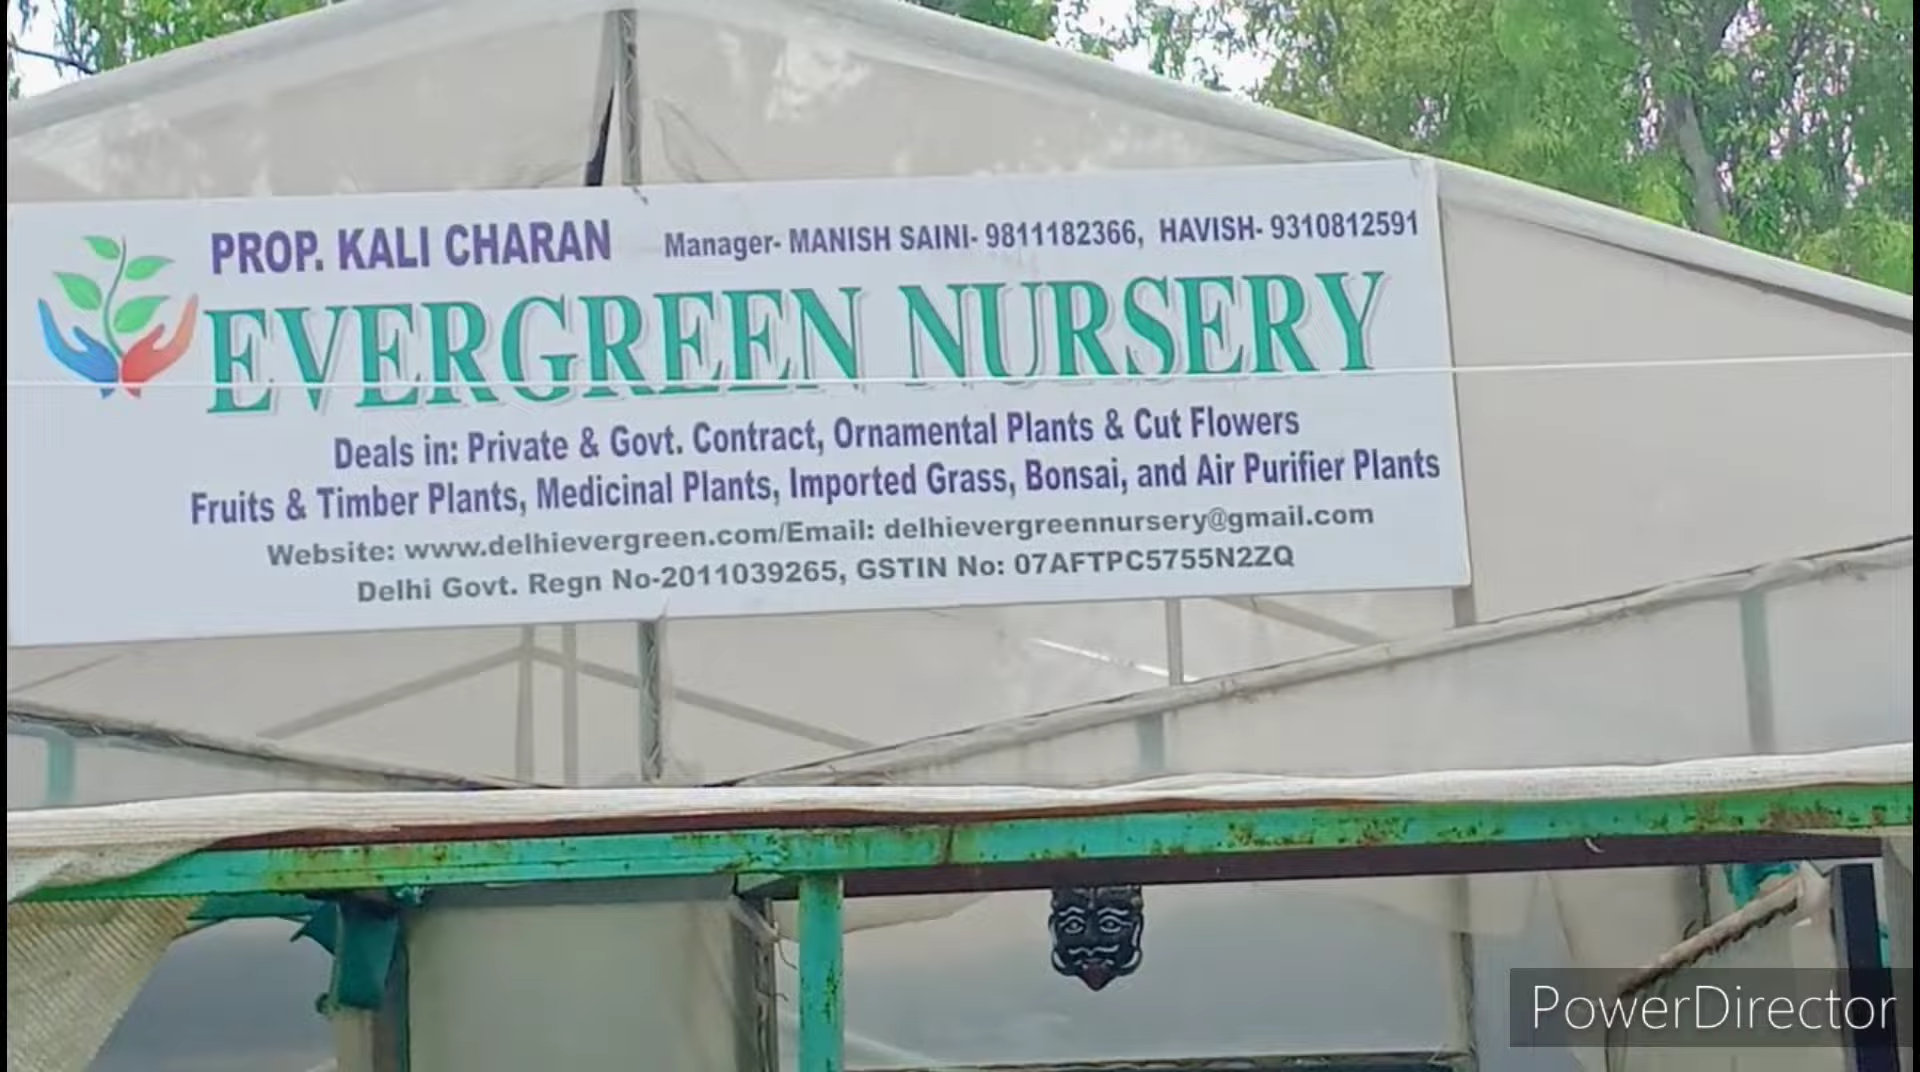 PROP. KALI CHARAN Manager- MANISH SAINI- 9811182366, HAVISH- 9310812591
EVERGREEN NURSERY
Deals in: Private & Govt. Contract, Ornamental Plants & Cut Flowers
Fruits & Timber Plants, Medicinal Plants, Imported Grass, Bonsai, and Air Purifier Plants
Website: www.delhievergreen.com/Email: delhievergreennursery@gmail.com
Delhi Govt. Regn No-2011039265, GSTIN No: 07AFTPC5755N2ZQ
PowerDirector